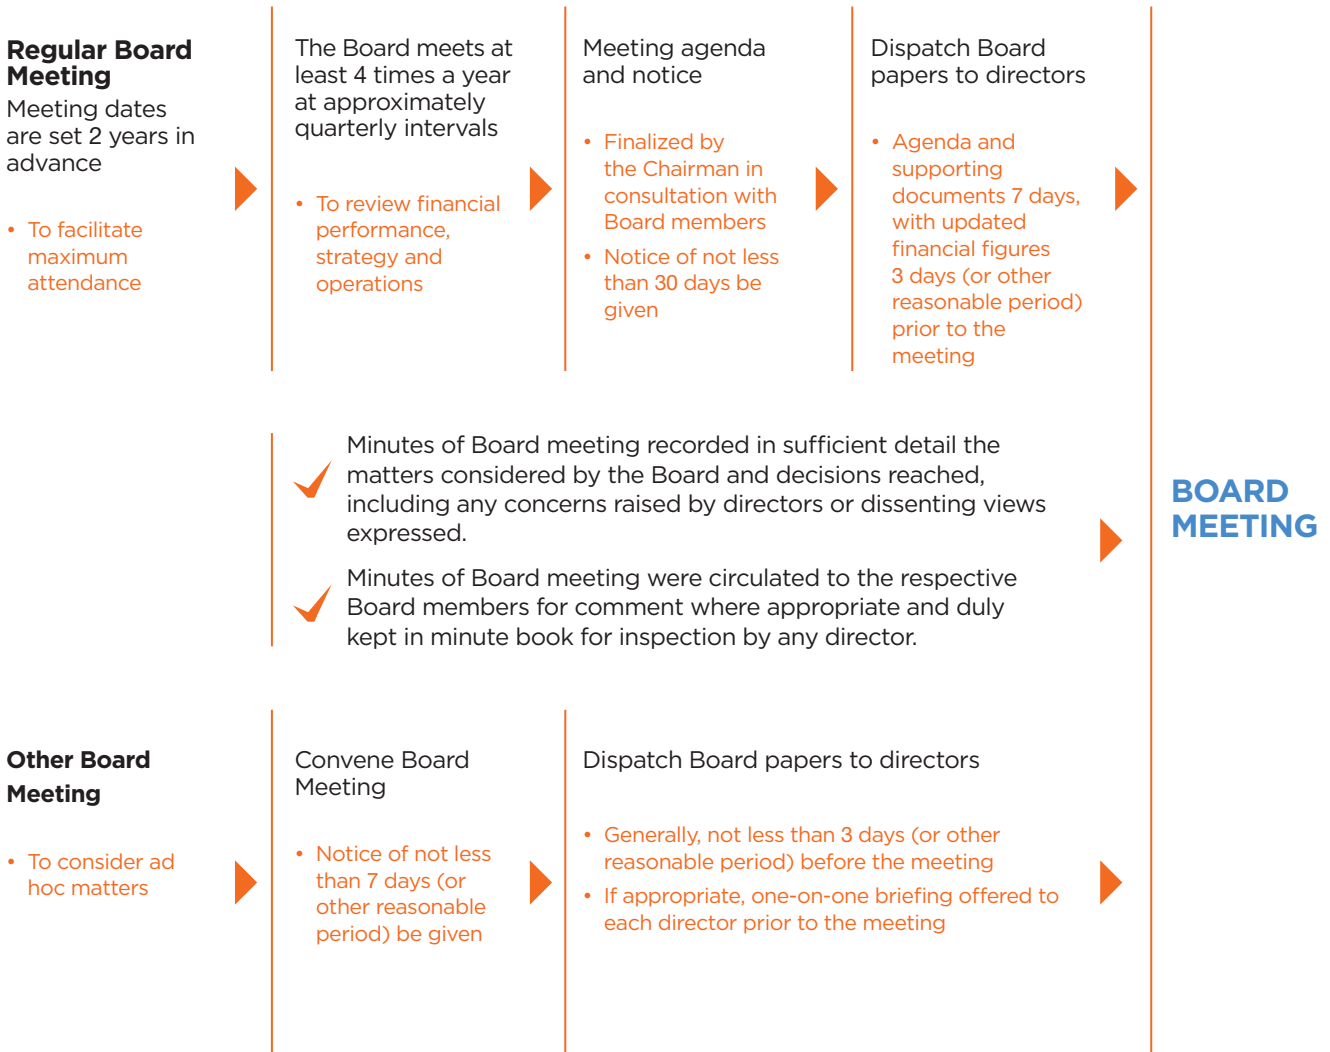 Regular Board
Meeting
Meeting dates
are set 2 years in
advance
• To facilitate
maximum
attendance
The Board meets at
least 4 times a year
at approximately
quarterly intervals
• To review financial
performance,
strategy and
operations
Meeting agenda
and notice
• Finalized by
the Chairman in
consultation with
Board members
• Notice of not less
than 30 days be
given
Dispatch Board
papers to directors
• Agenda and
supporting
documents 7 days,
with updated
financial figures
3 days (or other
reasonable period)
prior to the
meeting
Minutes of Board meeting recorded in sufficient detail the
matters considered by the Board and decisions reached,
including any concerns raised by directors or dissenting views
expressed.
Minutes of Board meeting were circulated to the respective
Board members for comment where appropriate and duly
kept in minute book for inspection by any director.
BOARD
MEETING
Other Board
Meeting
• To consider ad
hoc matters
Convene Board
Meeting
• Notice of not less
than 7 days (or
other reasonable
period) be given
Dispatch Board papers to directors
• Generally, not less than 3 days (or other
reasonable period) before the meeting
• If appropriate, one-on-one briefing offered to
each director prior to the meeting